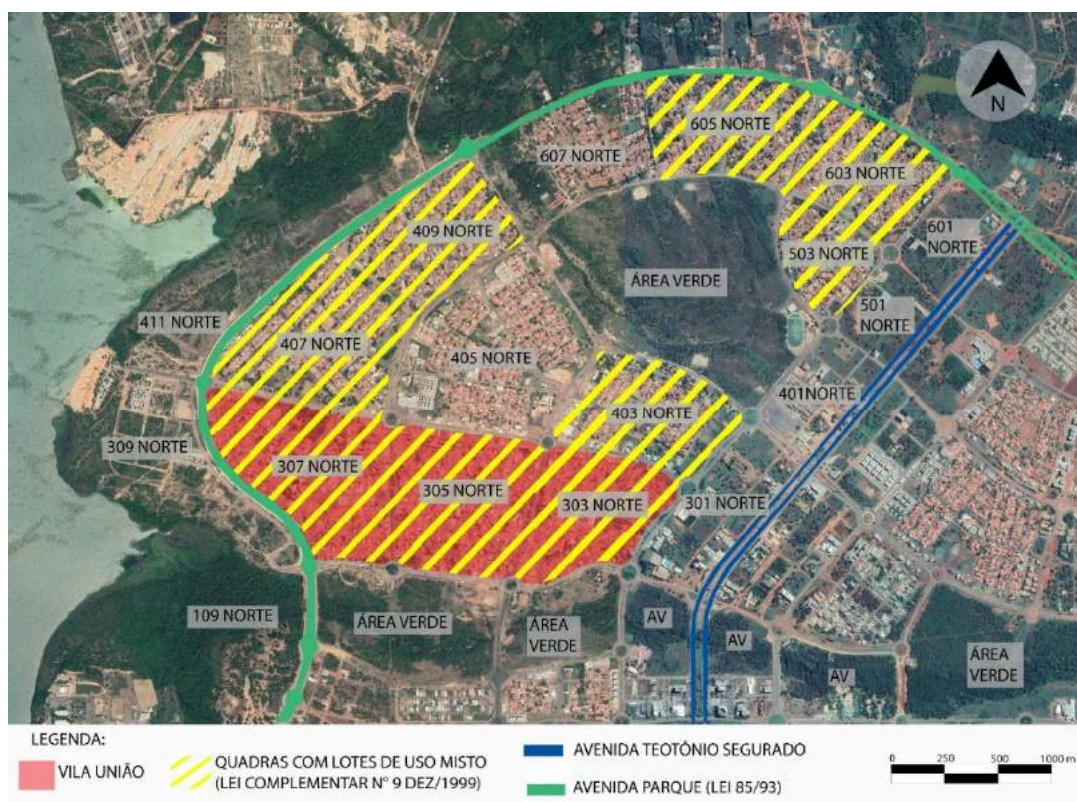 N
605 NORTE
607 NORTE
603 NORTE
601
NORTE
409 NORTE
503 NORTE
ÁREA VERDE
501
NORTE
411 NORTE
407 NORTE
405 NORTE
401NORTE
403 NORTE
309 NORTE
307 NORTE
305 NORTE
303 NORTE
301 NORTE
109 NORTE
ÁREA VERDE
ÁREA
VERDE
AV
AV
AV
ÁREA
VERDE
LEGENDA:
VILA UNIÃO
QUADRAS COM LOTES DE USO MISTO
(LEI COMPLEMENTAR N° 9 DEZ/1999)
AVENIDA TEOTÔNIO SEGURADO
AVENIDA PARQUE (LEI 85/93)
0 250 500 1000 m